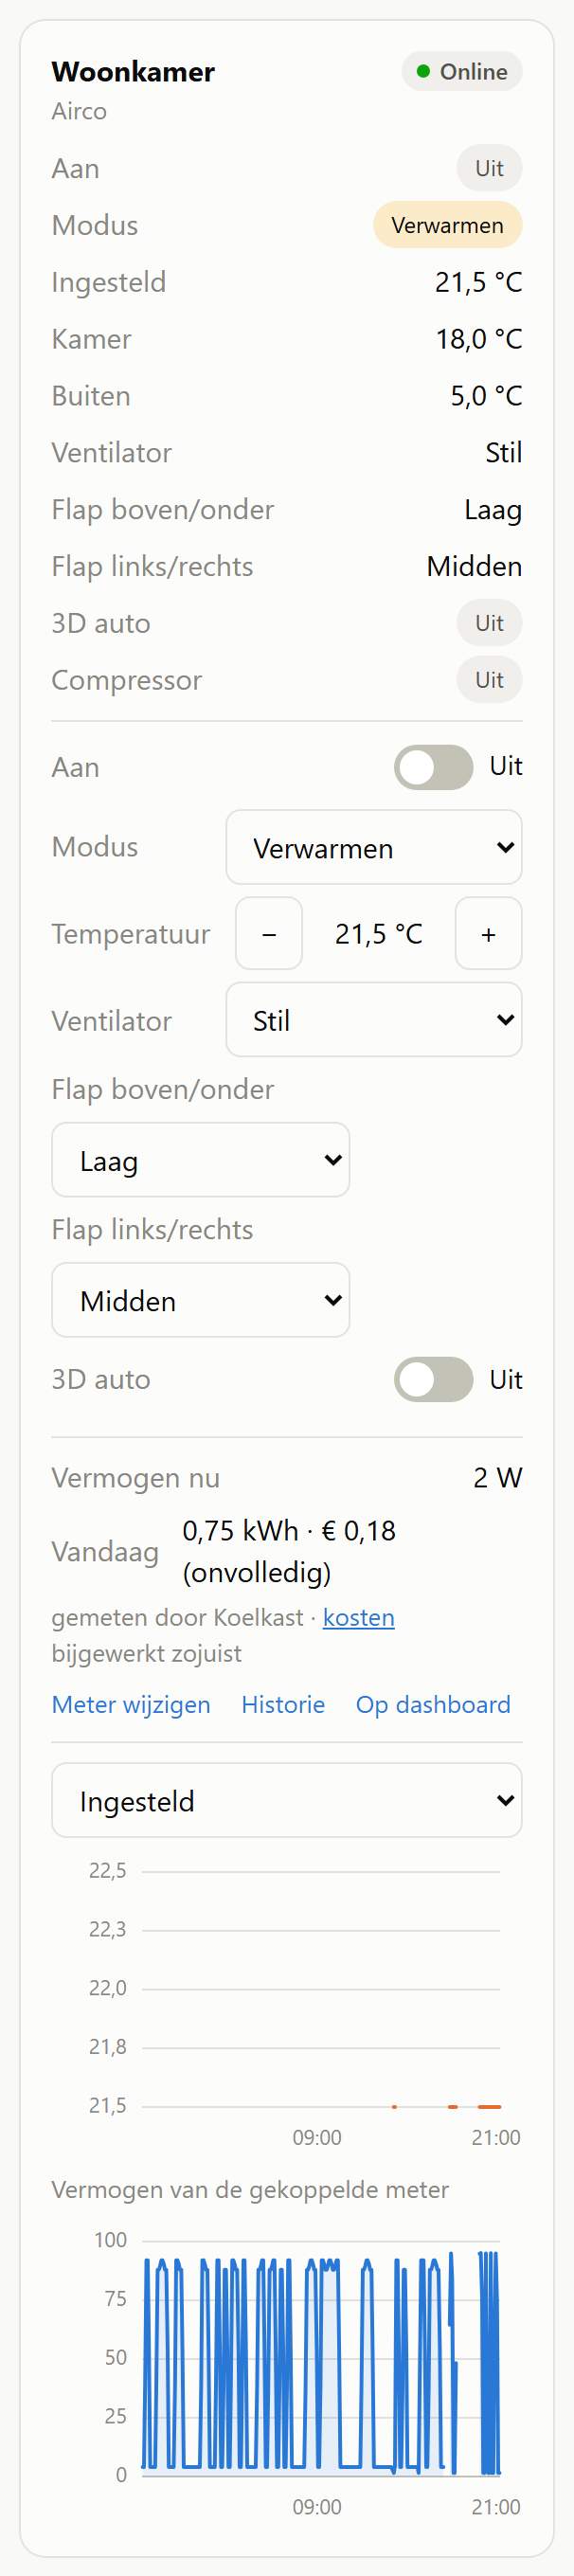 Woonkamer Online
Airco
Aan Uit
Modus Verwarmen
Ingesteld 21,5 °C
Kamer 18,0 °C
Buiten 5,0 °C
Ventilator Stil
Flap boven/onder Laag
Flap links/rechts Midden
3D auto Uit
Compressor Uit
Aan Uit
Modus Verwarmen
Temperatuur − 21,5 °C +
Ventilator Stil
Flap boven/onder
Laag
Flap links/rechts
Midden
3D auto Uit
Vermogen nu 2 W
Vandaag 0,75 kWh · € 0,18
(onvolledig)
gemeten door Koelkast · kosten
bijgewerkt zojuist
Meter wijzigen Historie Op dashboard
Ingesteld
22,5
22,3
22,0
21,8
21,5
09:00 21:00
Vermogen van de gekoppelde meter
100
75
50
25
0
09:00 21:00